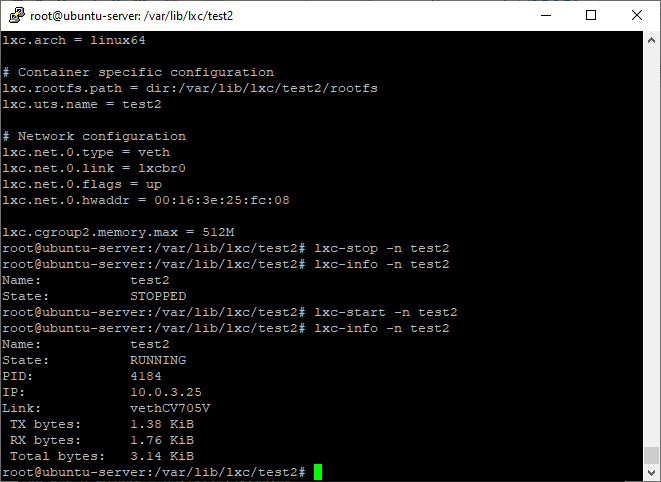 root@ubuntu-server: /var/lib/lxc/test2
lxc.arch = linux64
# Container specific configuration
lxc.rootfs.path = dir:/var/lib/lxc/test2/rootfs
lxc.uts.name = test2
# Network configuration
lxc.net.0.type = veth
lxc.net.0.link = lxcbr0
lxc.net.0.flags = up
lxc.net.0.hwaddr = 00:16:3e:25:fc:08
lxc.cgroup2.memory.max = 512M
root@ubuntu-server:/var/lib/lxc/test2# lxc-stop -n test2
root@ubuntu-server:/var/lib/lxc/test2# lxc-info -n test2
Name:           test2
State:          STOPPED
root@ubuntu-server:/var/lib/lxc/test2# lxc-start -n test2
root@ubuntu-server:/var/lib/lxc/test2# lxc-info -n test2
Name:           test2
State:          RUNNING
PID:            4184
IP:             10.0.3.25
Link:           vethCV705V
 TX bytes:      1.38 KiB
 RX bytes:      1.76 KiB
 Total bytes:   3.14 KiB
root@ubuntu-server:/var/lib/lxc/test2#